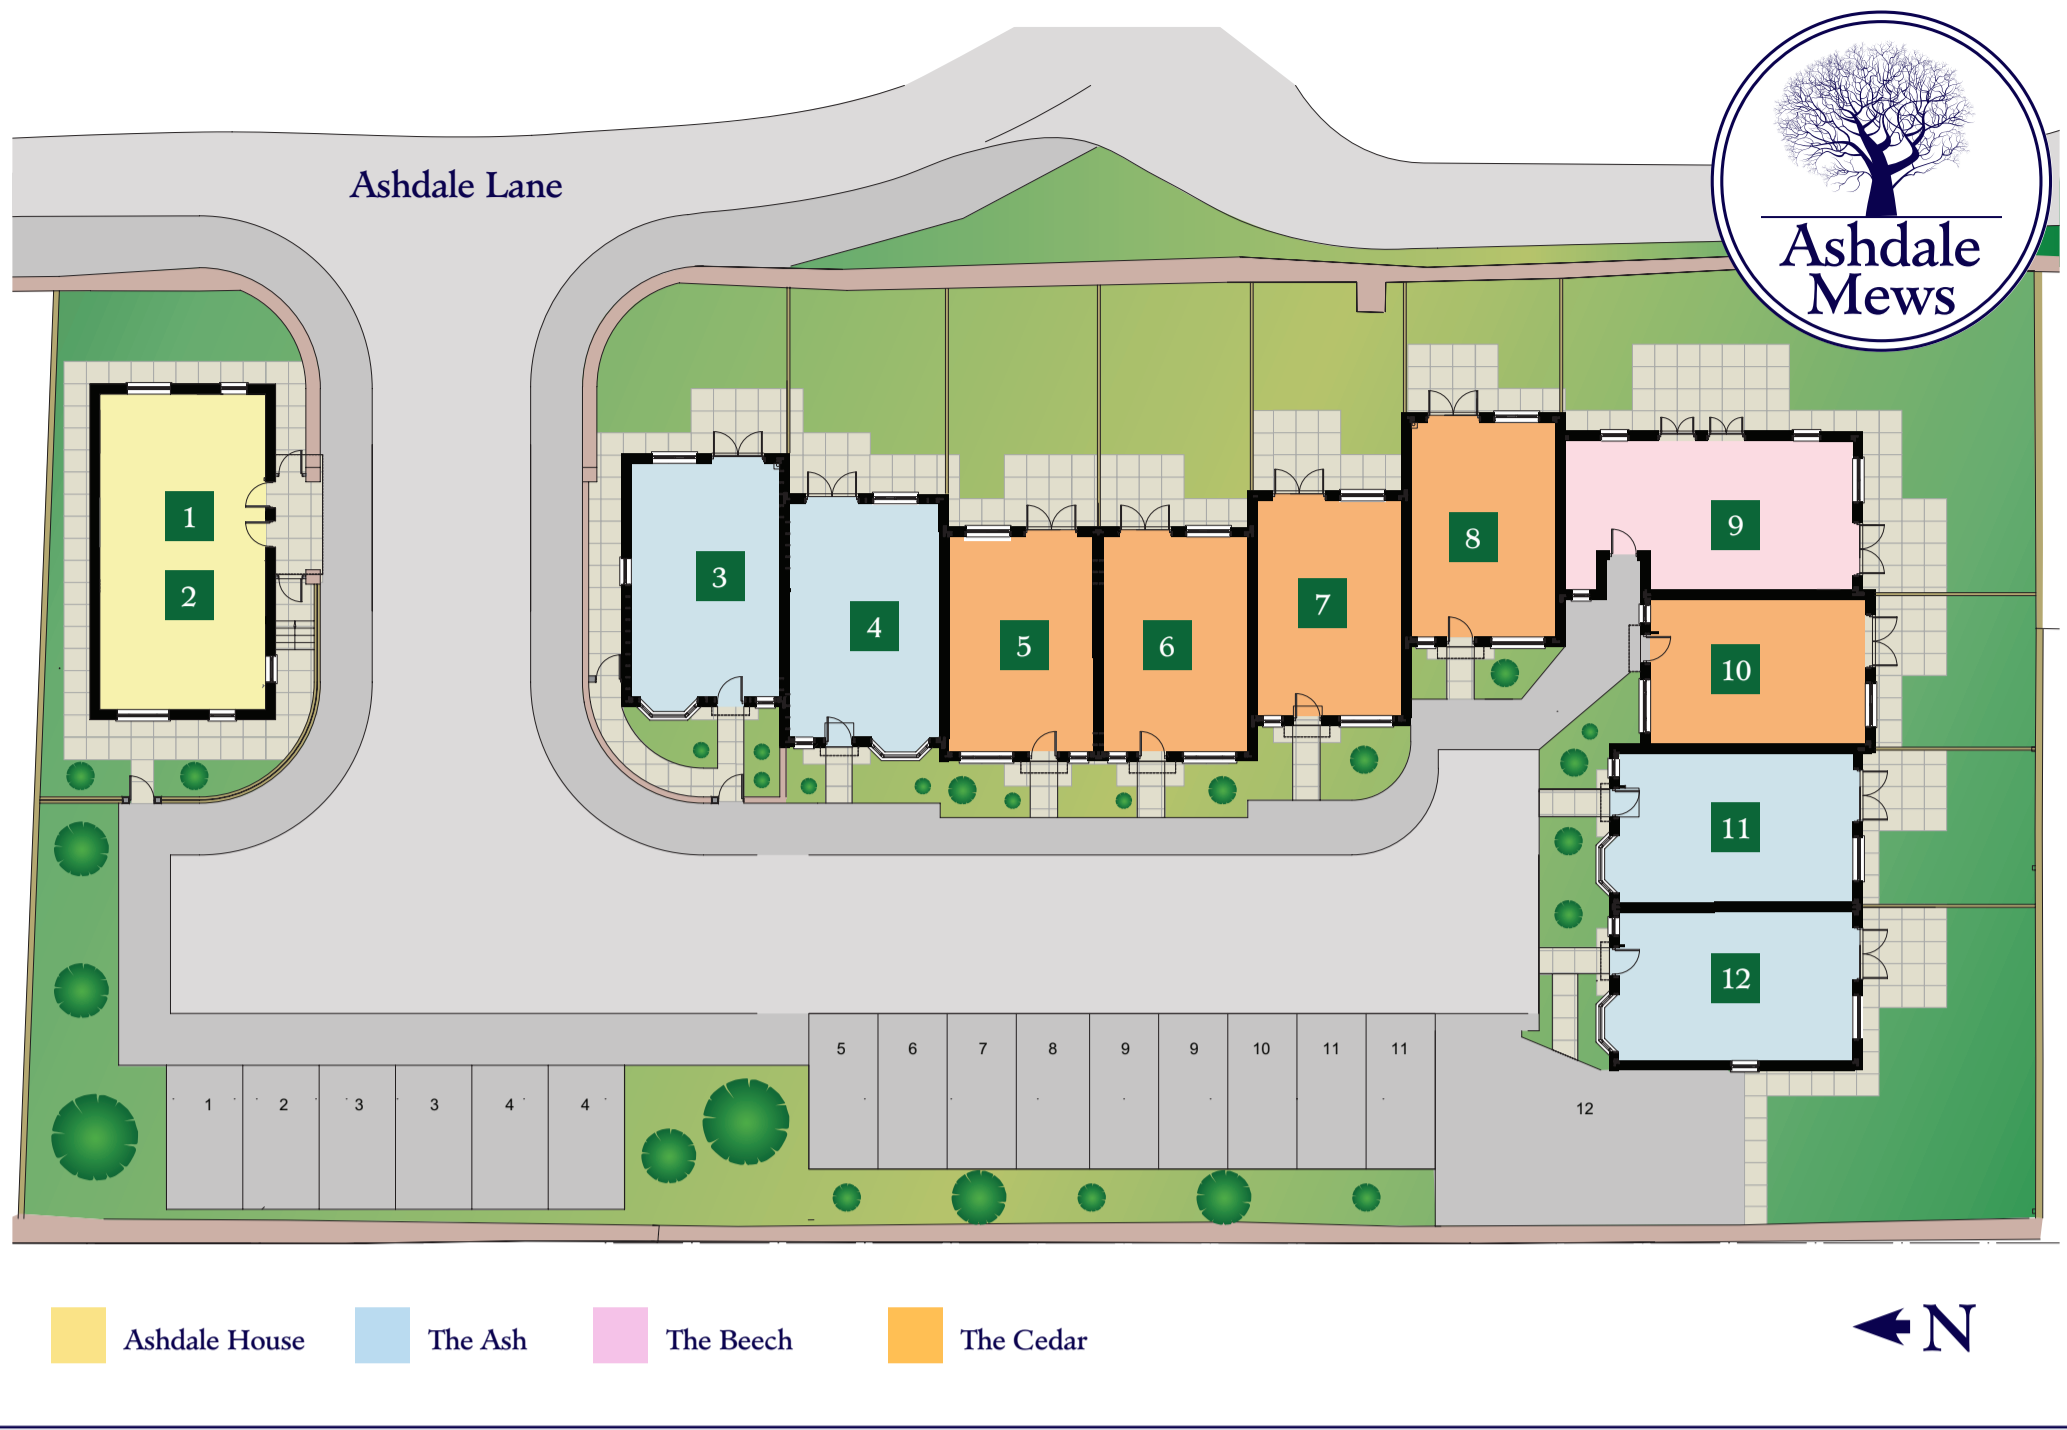 Ashdale Lane
Ashdale
Mews
1
2
3
4
5
6
7
8
9
10
11
12
5 6 7 8 9 9 10 11 11
1 2 3 3 4 4
12
Ashdale House The Ash The Beech The Cedar
N